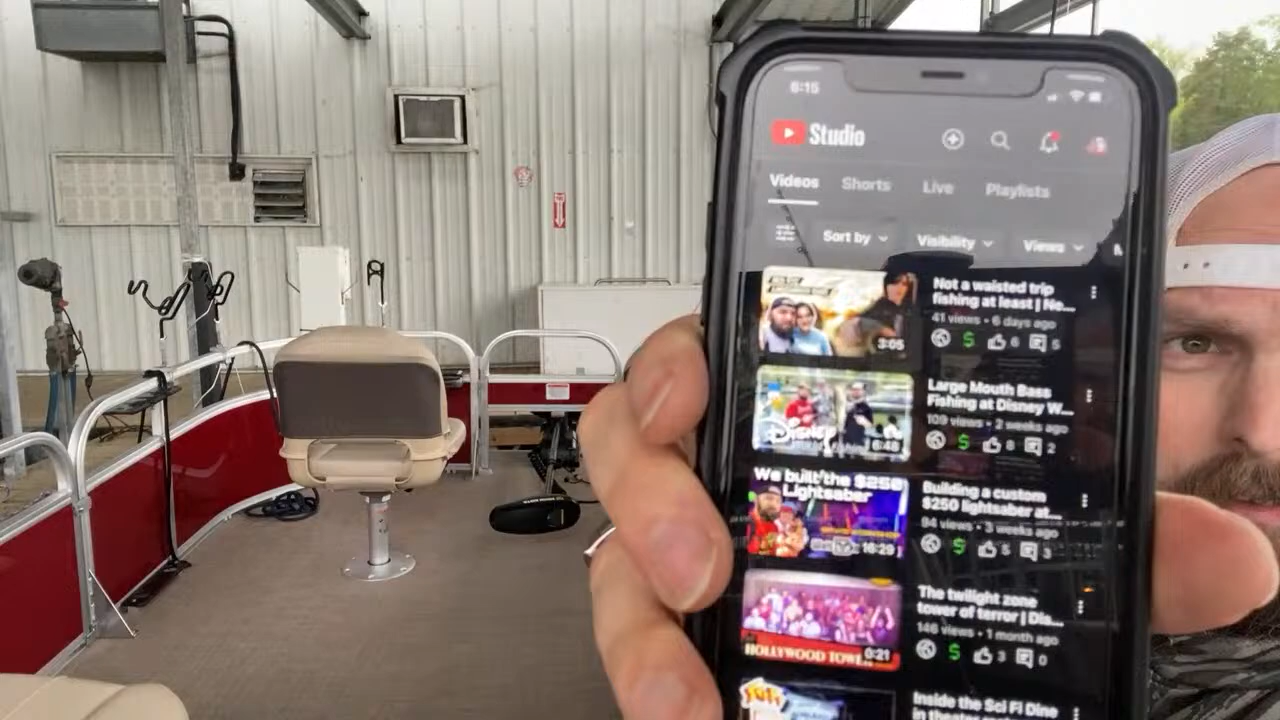 6:15
Studio
Videos Shorts Live Playlists
Sort by Visibility Views M
Not a waisted trip
fishing at least | Ne...
41 views • 6 days ago
6 5
3:05
Large Mouth Bass
Fishing at Disney W...
109 views • 2 weeks ago
8 2
Disney
6:48
We built the $250
Lightsaber
16:29
Building a custom
$250 lightsaber at...
94 views • 3 weeks ago
5 3
The twilight zone
tower of terror | Dis...
146 views • 1 month ago
3 0
HOLLYWOOD TOWER
0:21
Inside the Sci Fi Dine